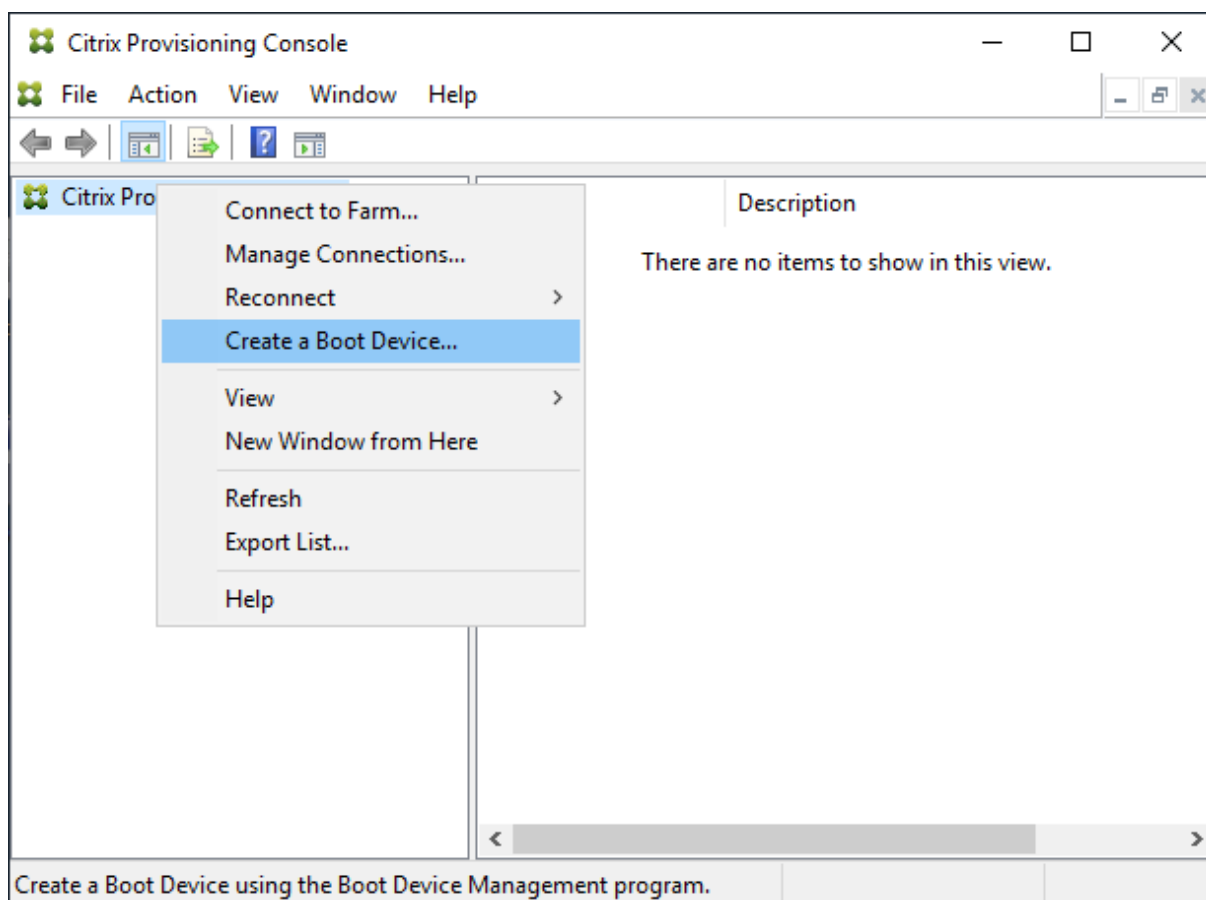 Citrix Provisioning Console
File Action View Window Help
Citrix Pro
Description
There are no items to show in this view.
Connect to Farm...
Manage Connections...
Reconnect
Create a Boot Device...
View
New Window from Here
Refresh
Export List...
Help
Create a Boot Device using the Boot Device Management program.